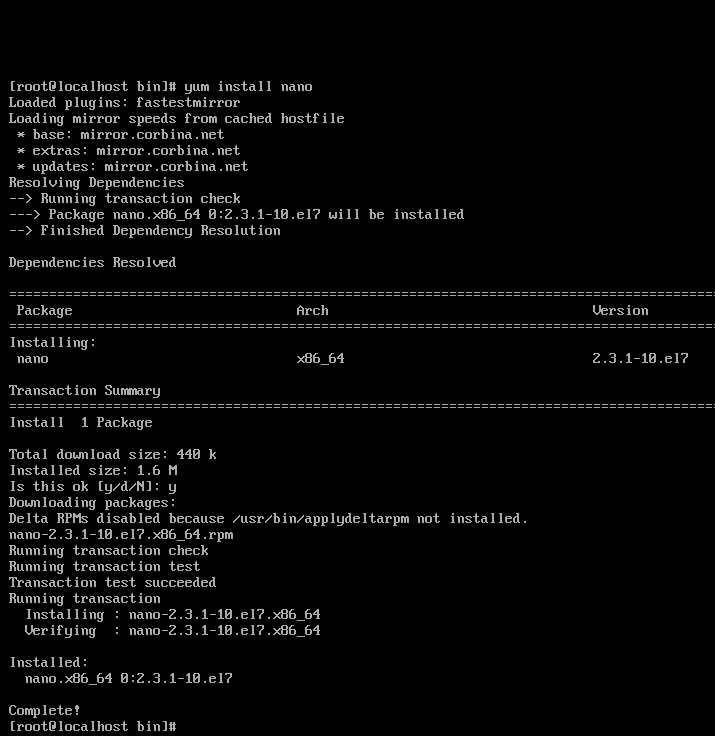 [root@localhost bin]# yum install nano
Loaded plugins: fastestmirror
Loading mirror speeds from cached hostfile
 * base: mirror.corbina.net
 * extras: mirror.corbina.net
 * updates: mirror.corbina.net
Resolving Dependencies
--> Running transaction check
---> Package nano.x86_64 0:2.3.1-10.el7 will be installed
--> Finished Dependency Resolution

Dependencies Resolved

========================================================================================
 Package                            Arch                                 Version
========================================================================================
Installing:
 nano                               x86_64                               2.3.1-10.el7

Transaction Summary
========================================================================================
Install  1 Package

Total download size: 440 k
Installed size: 1.6 M
Is this ok [y/d/N]: y
Downloading packages:
Delta RPMs disabled because /usr/bin/applydeltarpm not installed.
nano-2.3.1-10.el7.x86_64.rpm
Running transaction check
Running transaction test
Transaction test succeeded
Running transaction
  Installing : nano-2.3.1-10.el7.x86_64
  Verifying  : nano-2.3.1-10.el7.x86_64

Installed:
  nano.x86_64 0:2.3.1-10.el7

Complete!
[root@localhost bin]#